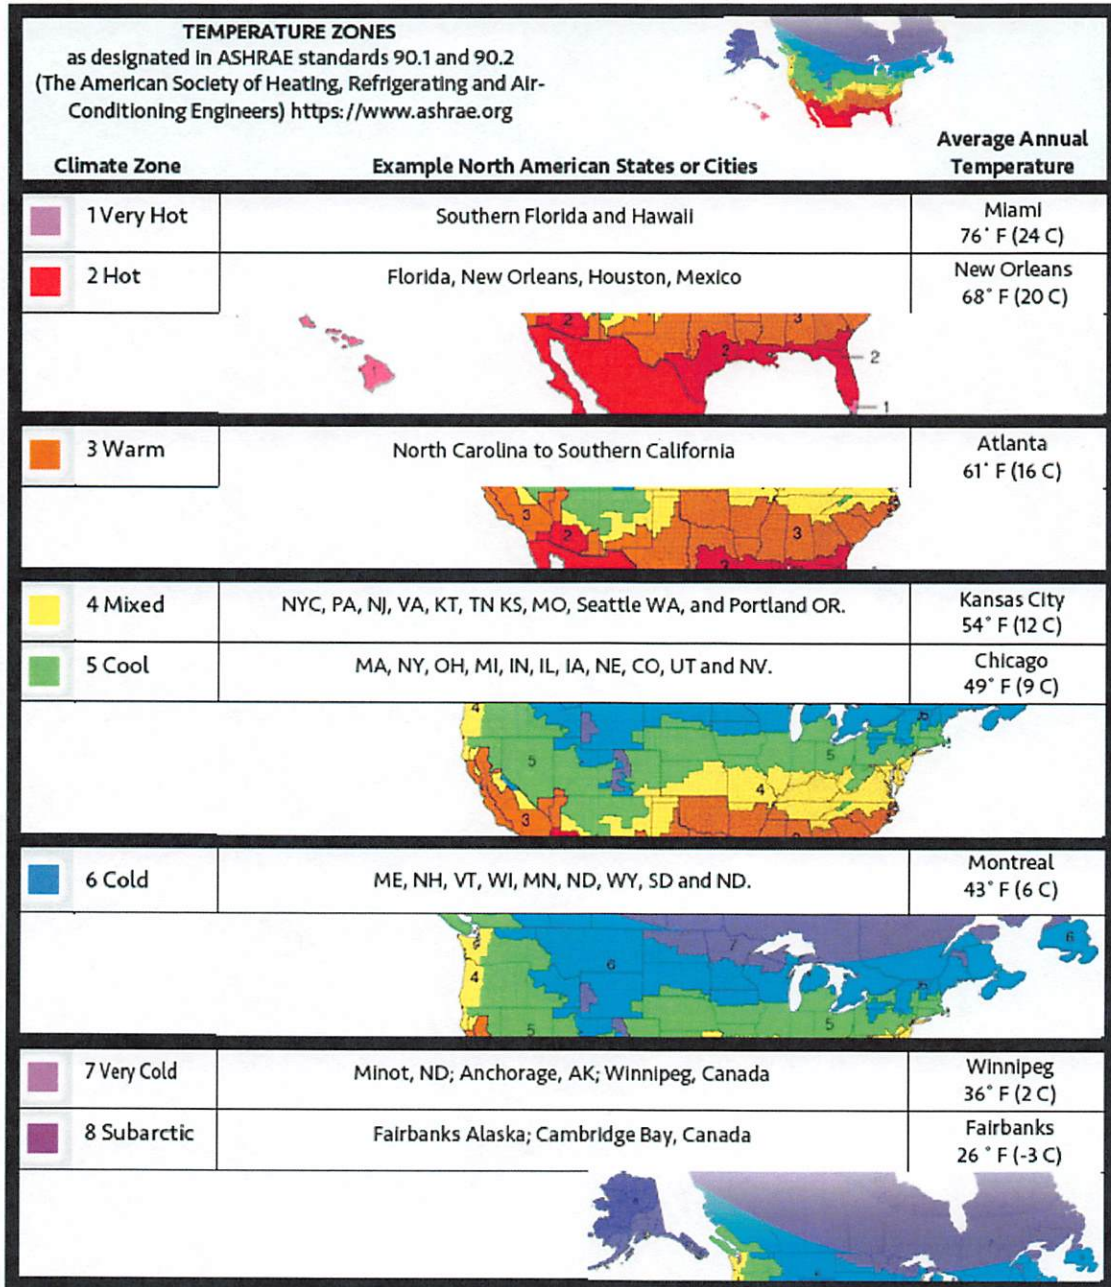 TEMPERATURE ZONES
as designated in ASHRAE standards 90.1 and 90.2
(The American Society of Heating, Refrigerating and Air-
Conditioning Engineers) https://www.ashrae.org
Climate Zone
Example North American States or Cities
Average Annual
Temperature
1 Very Hot
Southern Florida and Hawaii
Miami
76° F (24 C)
2 Hot
Florida, New Orleans, Houston, Mexico
New Orleans
68° F (20 C)
2
3
2
2
1
3 Warm
North Carolina to Southern California
Atlanta
61° F (16 C)
3
2
3
4 Mixed
NYC, PA, NJ, VA, KT, TN KS, MO, Seattle WA, and Portland OR.
Kansas City
54° F (12 C)
5 Cool
MA, NY, OH, MI, IN, IL, IA, NE, CO, UT and NV.
Chicago
49° F (9 C)
4
6
5
5
4
3
6 Cold
ME, NH, VT, WI, MN, ND, WY, SD and ND.
Montreal
43° F (6 C)
7
6
6
4
6
5
5
7 Very Cold
Minot, ND; Anchorage, AK; Winnipeg, Canada
Winnipeg
36° F (2 C)
8 Subarctic
Fairbanks Alaska; Cambridge Bay, Canada
Fairbanks
26 ° F (-3 C)